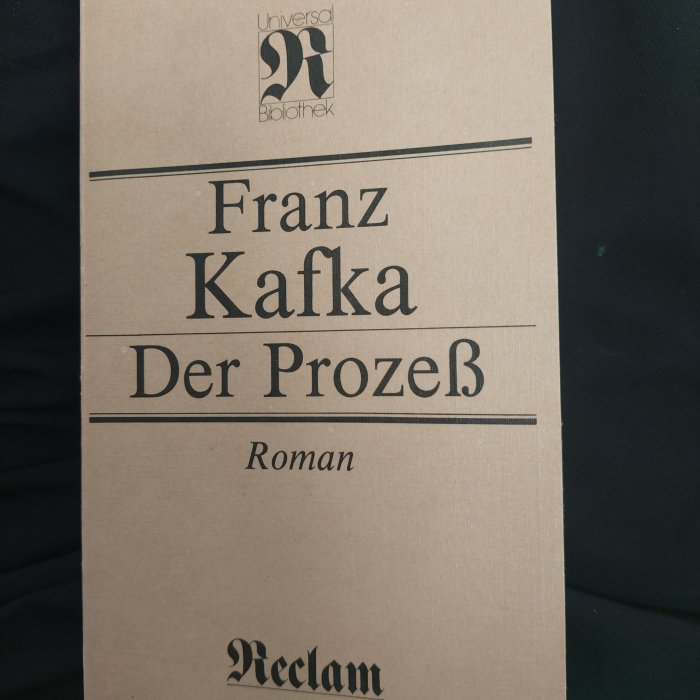 Universal
R
Bibliothek
Franz
Kafka
Der Prozeß
Roman
Reclam